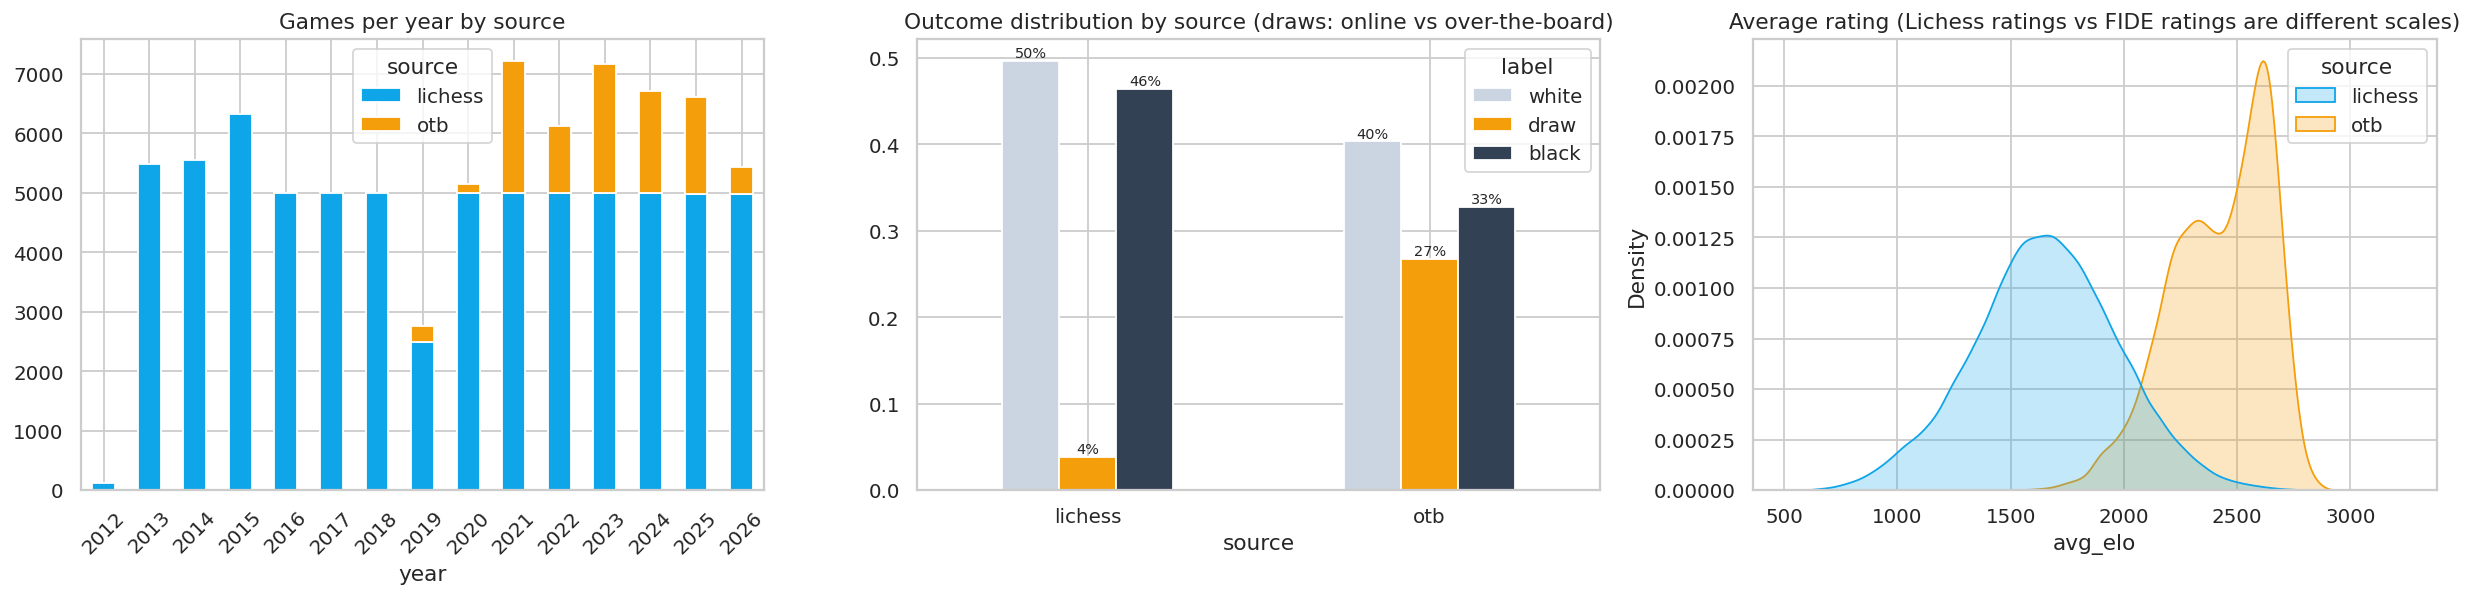 Games per year by source
source
lichess
otb
7000
6000
5000
4000
3000
2000
1000
0
2012
2013
2014
2015
2016
2017
2018
2019
2020
2021
2022
2023
2024
2025
2026
year
Outcome distribution by source (draws: online vs over-the-board)
label
white
draw
black
0.5
0.4
0.3
0.2
0.1
0.0
50%
4%
46%
40%
27%
33%
lichess
otb
source
Average rating (Lichess ratings vs FIDE ratings are different scales)
source
lichess
otb
Density
0.00200
0.00175
0.00150
0.00125
0.00100
0.00075
0.00050
0.00025
0.00000
500
1000
1500
2000
2500
3000
avg_elo